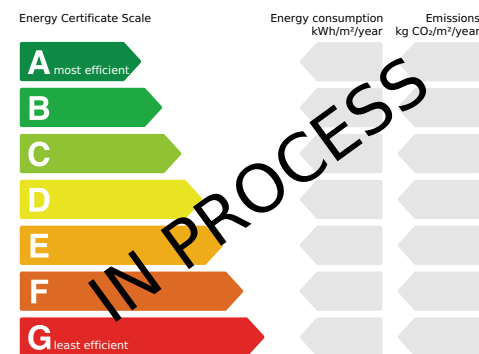 Energy Certificate Scale
Energy consumption
kWh/m²/year
Emissions
kg CO₂/m²/year
A most efficient
B
C
D
E
F
G least efficient
IN PROCESS